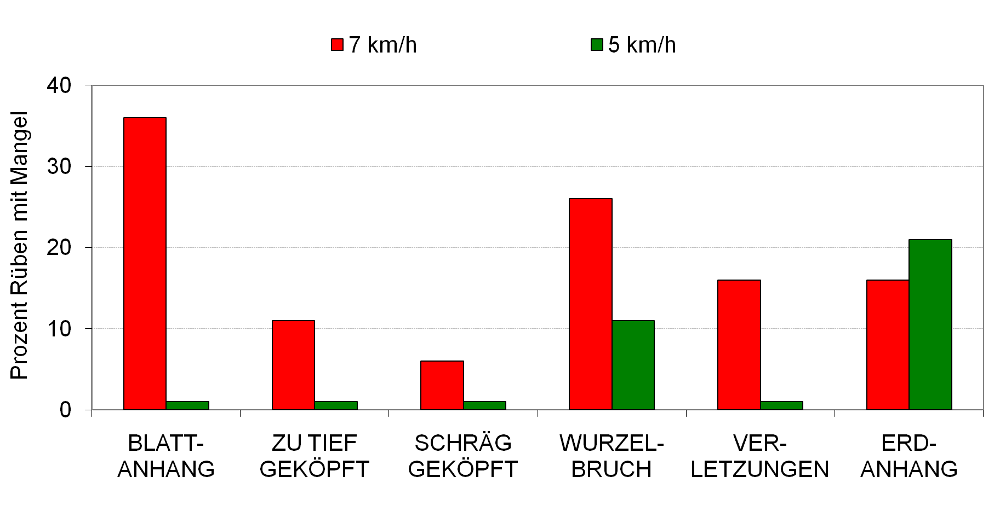 7 km/h
5 km/h
Prozent Rüben mit Mangel
40
30
20
10
0
BLATT-
ANHANG
ZU TIEF
GEKÖPFT
SCHRÄG
GEKÖPFT
WURZEL-
BRUCH
VER-
LETZUNGEN
ERD-
ANHANG